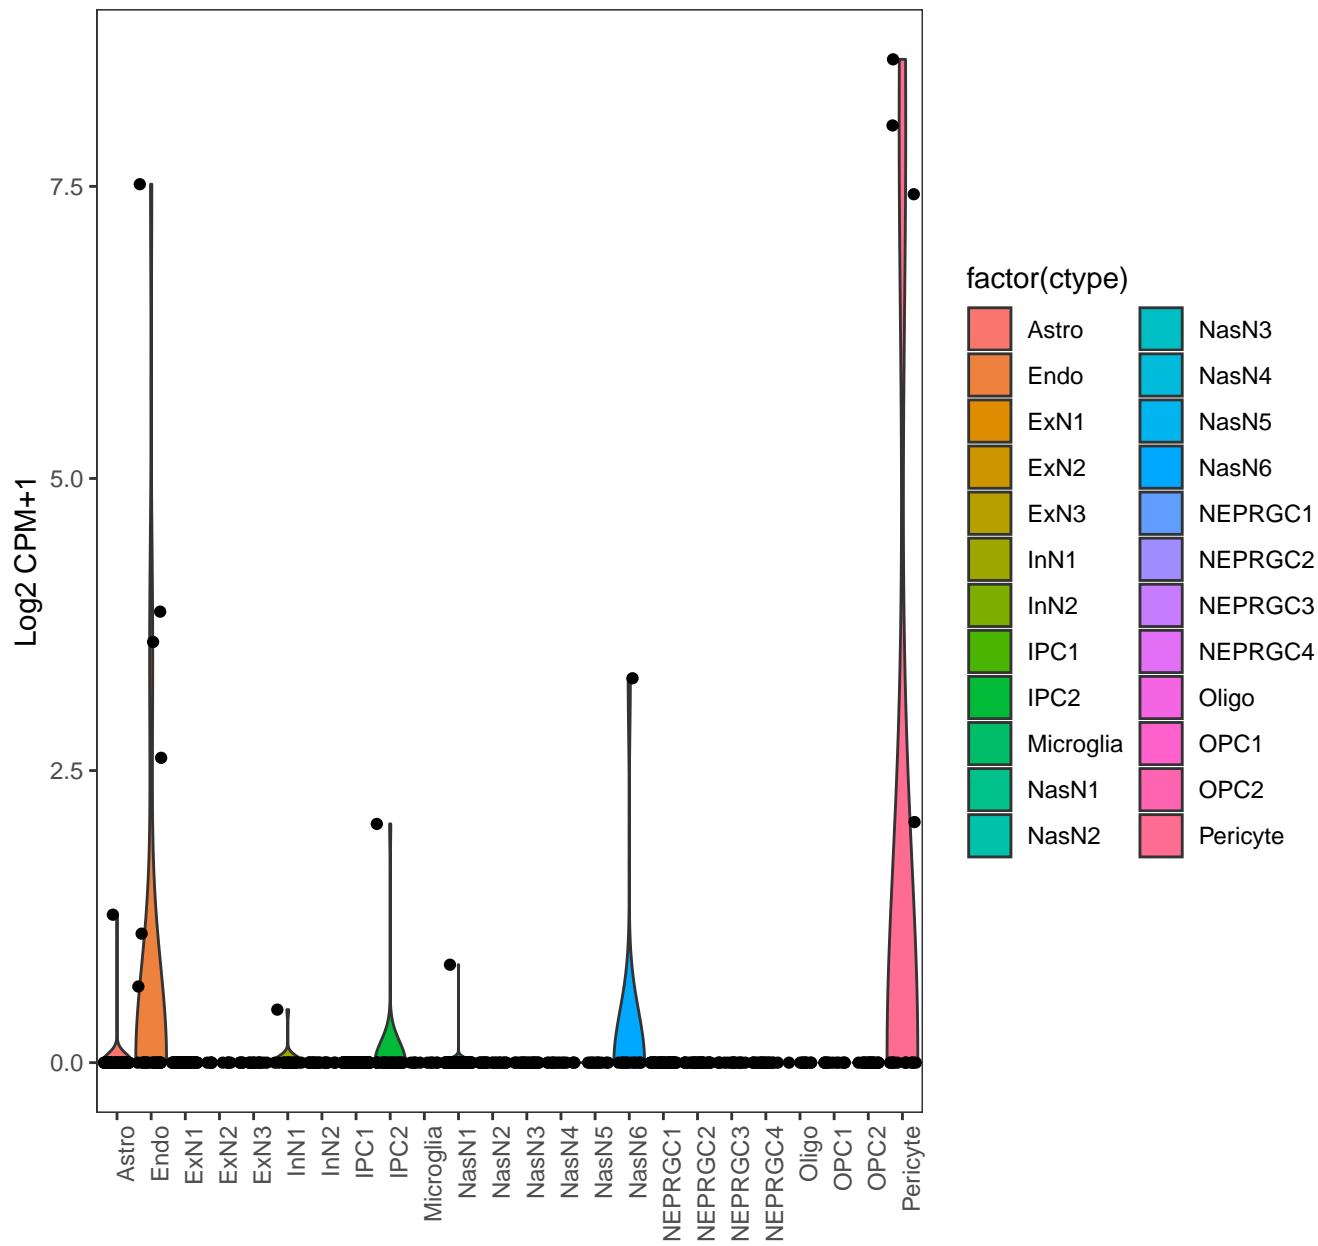 Log2 CPM+1
7.5
5.0
2.5
0.0
Astro
Endo
ExN1
ExN2
ExN3
InN1
InN2
IPC1
IPC2
Microglia
NasN1
NasN2
NasN3
NasN4
NasN5
NasN6
NEPRGC1
NEPRGC2
NEPRGC3
NEPRGC4
Oligo
OPC1
OPC2
Pericyte
factor(ctype)
Astro
Endo
ExN1
ExN2
ExN3
InN1
InN2
IPC1
IPC2
Microglia
NasN1
NasN2
NasN3
NasN4
NasN5
NasN6
NEPRGC1
NEPRGC2
NEPRGC3
NEPRGC4
Oligo
OPC1
OPC2
Pericyte